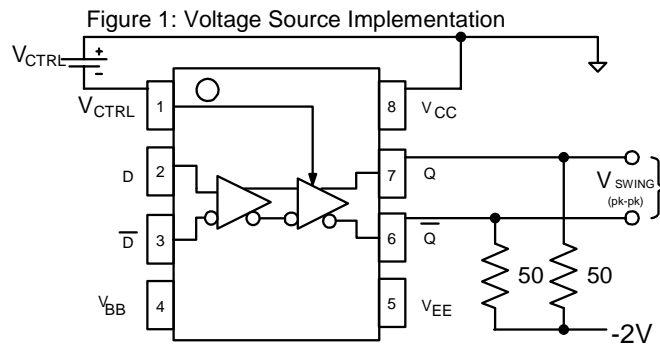 Figure 1: Voltage Source Implementation
VCTRL
+
-
VCTRL
1
8
VCC
D
2
7
Q
VSWING
(pk-pk)
D̅
3
6
Q̅
50
50
VBB
4
5
VEE
-2V